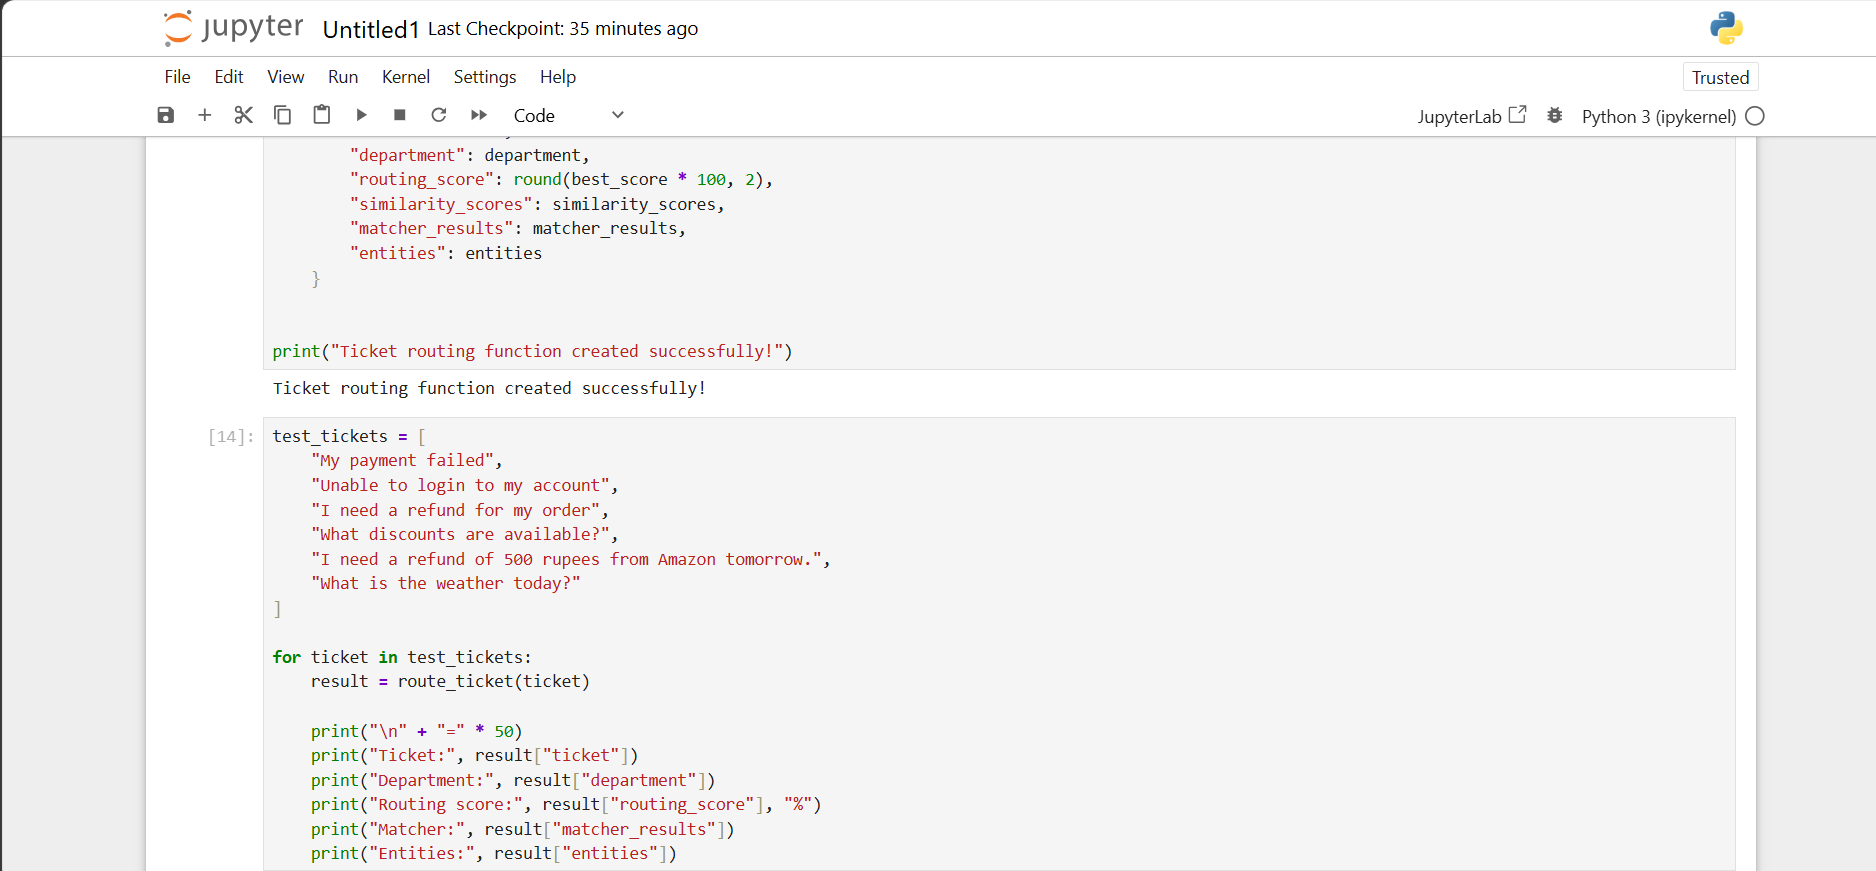 jupyter Untitled1 Last Checkpoint: 35 minutes ago
File Edit View Run Kernel Settings Help
Trusted
Code
JupyterLab Python 3 (ipykernel)
        "department": department,
        "routing_score": round(best_score * 100, 2),
        "similarity_scores": similarity_scores,
        "matcher_results": matcher_results,
        "entities": entities
    }
print("Ticket routing function created successfully!")
Ticket routing function created successfully!
[14]: test_tickets = [
    "My payment failed",
    "Unable to login to my account",
    "I need a refund for my order",
    "What discounts are available?",
    "I need a refund of 500 rupees from Amazon tomorrow.",
    "What is the weather today?"
]
for ticket in test_tickets:
    result = route_ticket(ticket)
    print("\n" + "=" * 50)
    print("Ticket:", result["ticket"])
    print("Department:", result["department"])
    print("Routing score:", result["routing_score"], "%")
    print("Matcher:", result["matcher_results"])
    print("Entities:", result["entities"])